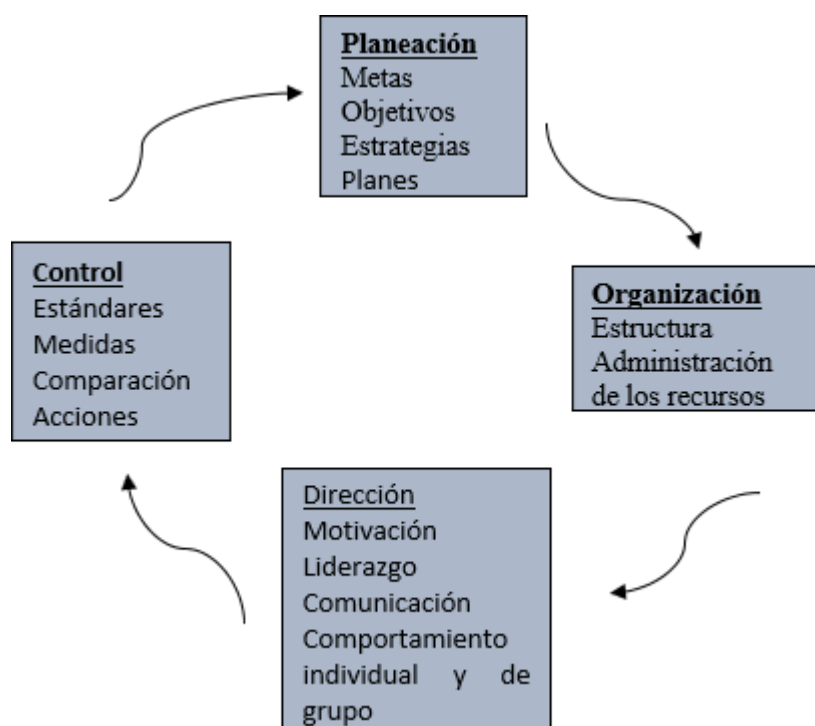 Planeación
Metas
Objetivos
Estrategias
Planes
Organización
Estructura
Administración
de los recursos
Dirección
Motivación
Liderazgo
Comunicación
Comportamiento
individual y de
grupo
Control
Estándares
Medidas
Comparación
Acciones